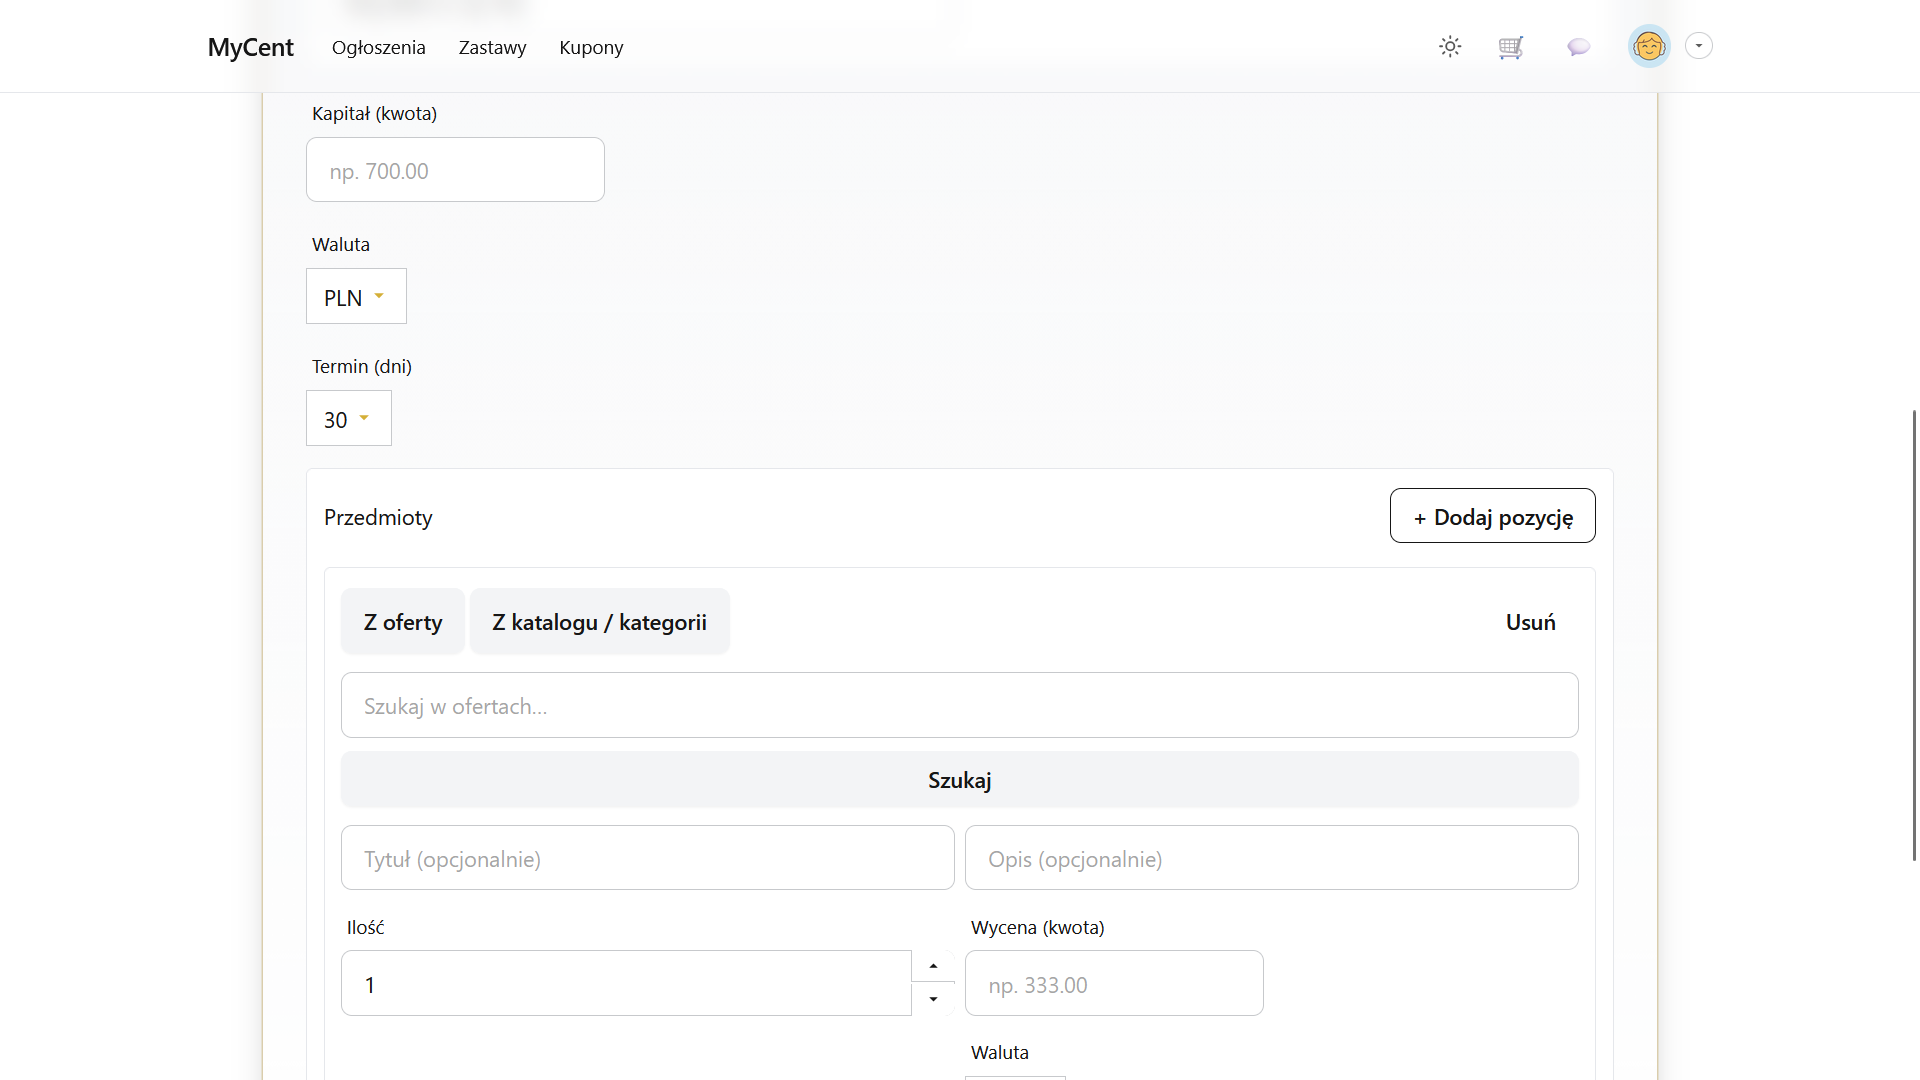 MyCent Ogłoszenia Zastawy Kupony
Kapitał (kwota)
np. 700.00
Waluta
PLN
Termin (dni)
30
Przedmioty
+ Dodaj pozycję
Z oferty Z katalogu / kategorii Usuń
Szukaj w ofertach...
Szukaj
Tytuł (opcjonalnie) Opis (opcjonalnie)
Ilość Wycena (kwota)
1 np. 333.00
Waluta